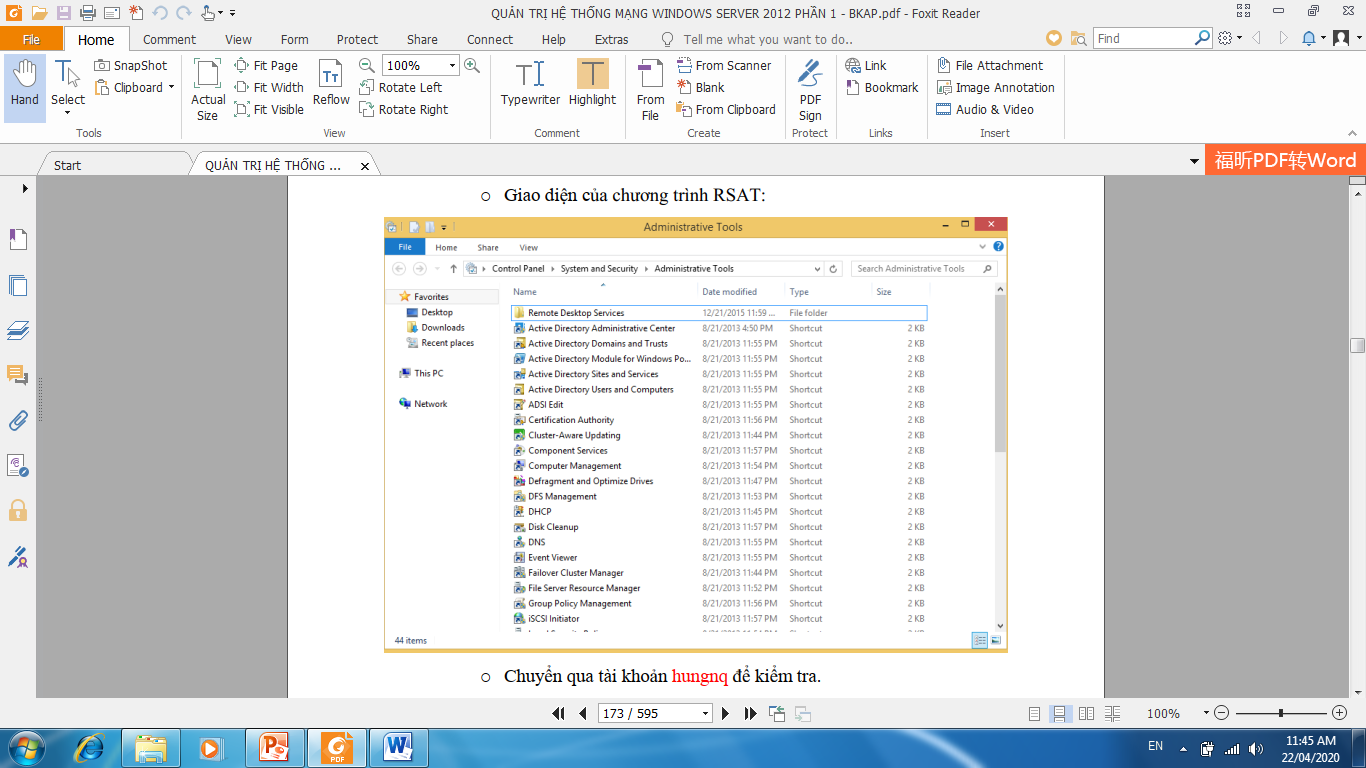 QUẢN TRỊ HỆ THỐNG MẠNG WINDOWS SERVER 2012 PHẦN 1 - BKAP.pdf - Foxit Reader
File Home Comment View Form Protect Share Connect Help Extras Tell me what you want to do.. Find
Hand
Select
SnapShot
Clipboard
Tools
Actual Size
Fit Page
Fit Width
Fit Visible
Reflow
100%
Rotate Left
Rotate Right
View
Typewriter
Highlight
Comment
From File
From Scanner
Blank
From Clipboard
Create
PDF Sign
Protect
Link
Bookmark
Links
File Attachment
Image Annotation
Audio & Video
Insert
Start
QUẢN TRỊ HỆ THỐNG ...
福昕PDF转Word
o Giao diện của chương trình RSAT:
Administrative Tools
File Home Share View
Control Panel System and Security Administrative Tools
Search Administrative Tools
Favorites
Desktop
Downloads
Recent places
This PC
Network
Name Date modified Type Size
Remote Desktop Services 12/21/2015 11:59 ... File folder
Active Directory Administrative Center 8/21/2013 4:50 PM Shortcut 2 KB
Active Directory Domains and Trusts 8/21/2013 11:55 PM Shortcut 2 KB
Active Directory Module for Windows Po... 8/21/2013 11:55 PM Shortcut 2 KB
Active Directory Sites and Services 8/21/2013 11:55 PM Shortcut 2 KB
Active Directory Users and Computers 8/21/2013 11:55 PM Shortcut 2 KB
ADSI Edit 8/21/2013 11:55 PM Shortcut 2 KB
Certification Authority 8/21/2013 11:56 PM Shortcut 2 KB
Cluster-Aware Updating 8/21/2013 11:44 PM Shortcut 2 KB
Component Services 8/21/2013 11:57 PM Shortcut 2 KB
Computer Management 8/21/2013 11:54 PM Shortcut 2 KB
Defragment and Optimize Drives 8/21/2013 11:47 PM Shortcut 2 KB
DFS Management 8/21/2013 11:53 PM Shortcut 2 KB
DHCP 8/21/2013 11:45 PM Shortcut 2 KB
Disk Cleanup 8/21/2013 11:57 PM Shortcut 2 KB
DNS 8/21/2013 11:55 PM Shortcut 2 KB
Event Viewer 8/21/2013 11:55 PM Shortcut 2 KB
Failover Cluster Manager 8/21/2013 11:44 PM Shortcut 2 KB
File Server Resource Manager 8/21/2013 11:52 PM Shortcut 2 KB
Group Policy Management 8/21/2013 11:56 PM Shortcut 2 KB
iSCSI Initiator 8/21/2013 11:57 PM Shortcut 2 KB
44 items
o Chuyển qua tài khoản hungnq để kiểm tra.
173 / 595
100%
EN
11:45 AM
22/04/2020